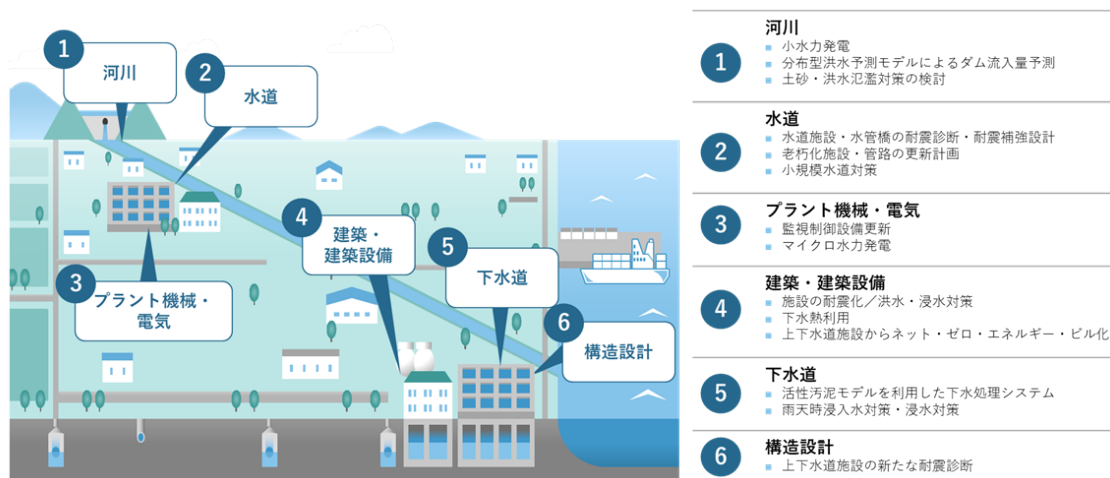 1
河川
2
水道
3
プラント機械・
電気
4
建築・
建築設備
5
下水道
6
構造設計
1
河川
小水力発電
分布型洪水予測モデルによるダム流入量予測
土砂・洪水氾濫対策の検討
2
水道
水道施設・水管橋の耐震診断・耐震補強設計
老朽化施設・管路の更新計画
小規模水道対策
3
プラント機械・電気
監視制御設備更新
マイクロ水力発電
4
建築・建築設備
施設の耐震化／洪水・浸水対策
下水熱利用
上下水道施設からネット・ゼロ・エネルギー・ビル化
5
下水道
活性汚泥モデルを利用した下水処理システム
雨天時浸入水対策・浸水対策
6
構造設計
上下水道施設の新たな耐震診断